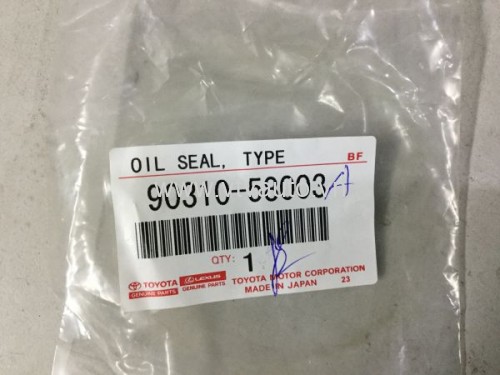 OIL SEAL, TYPE BF
90310-58003
QTY: 1
TOYOTA LEXUS TOYOTA MOTOR CORPORATION
GENUINE PARTS GENUINE PARTS MADE IN JAPAN 23